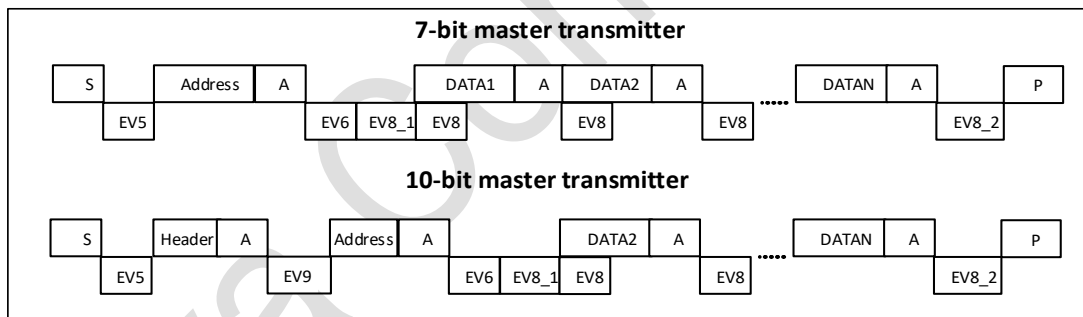 7-bit master transmitter
S Address A DATA1 A DATA2 A ..... DATAN A P
EV5 EV6 EV8_1 EV8 EV8 EV8 EV8_2
10-bit master transmitter
S Header A Address A DATA2 A ..... DATAN A P
EV5 EV9 EV6 EV8_1 EV8 EV8 EV8_2